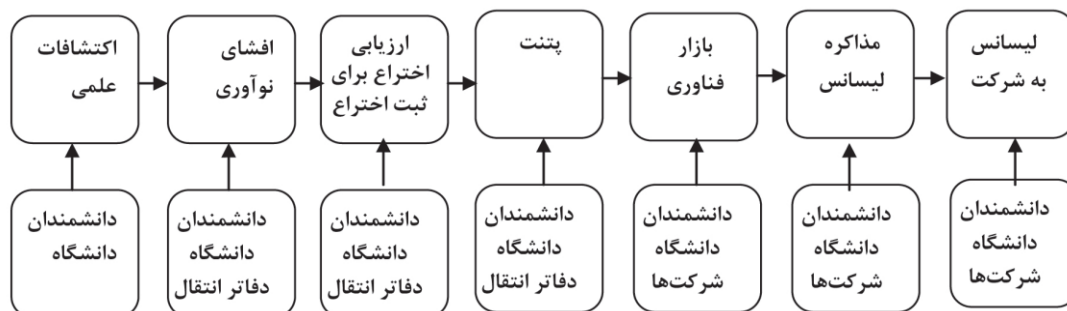 اکتشافات
علمی
افشای
نوآوری
ارزیابی
اختراع برای
ثبت اختراع
پتنت
بازار
فناوری
مذاکره
لیسانس
لیسانس
به شرکت
دانشمندان
دانشگاه
دانشمندان
دانشگاه
دفاتر انتقال
دانشمندان
دانشگاه
دفاتر انتقال
دانشمندان
دانشگاه
دفاتر انتقال
دانشمندان
دانشگاه
شرکت‌ها
دانشمندان
دانشگاه
شرکت‌ها
دانشمندان
دانشگاه
شرکت‌ها